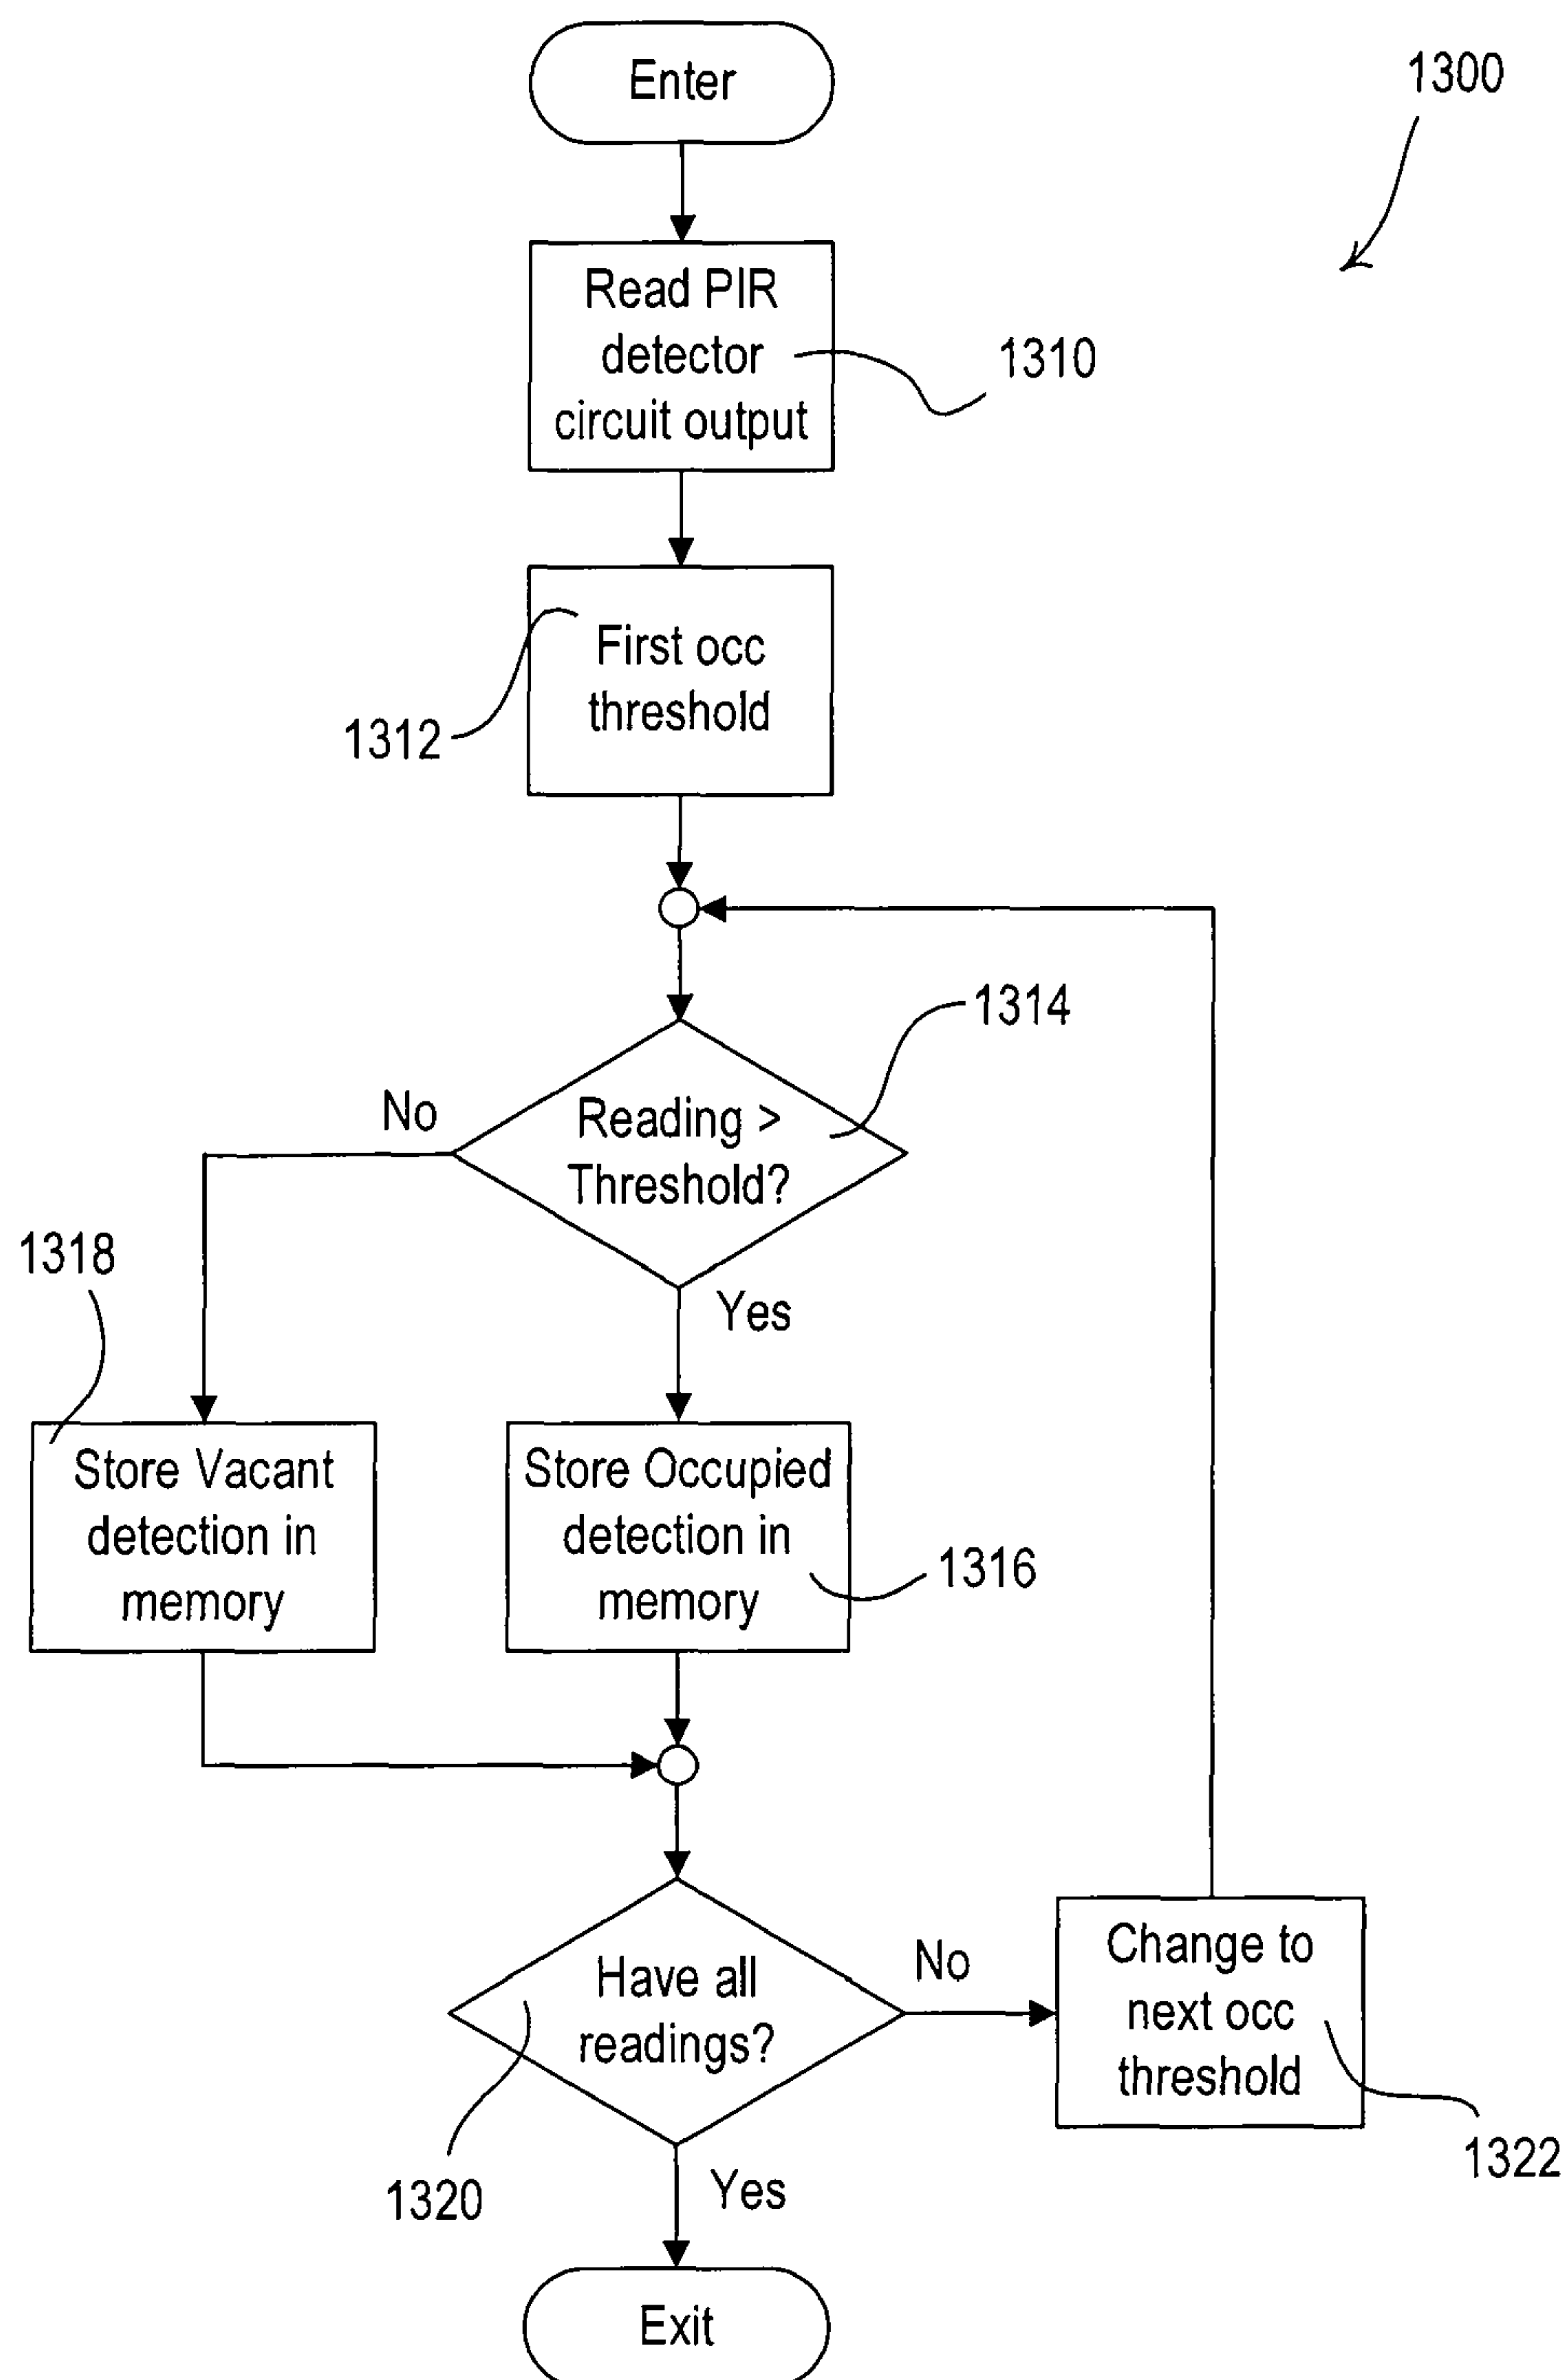 Enter
1300
Read PIR
detector
circuit output
1310
First occ
threshold
1312
1314
No
Reading >
Threshold?
Yes
1318
Store Vacant
detection in
memory
Store Occupied
detection in
memory
1316
Have all
readings?
No
Change to
next occ
threshold
1320
Yes
1322
Exit